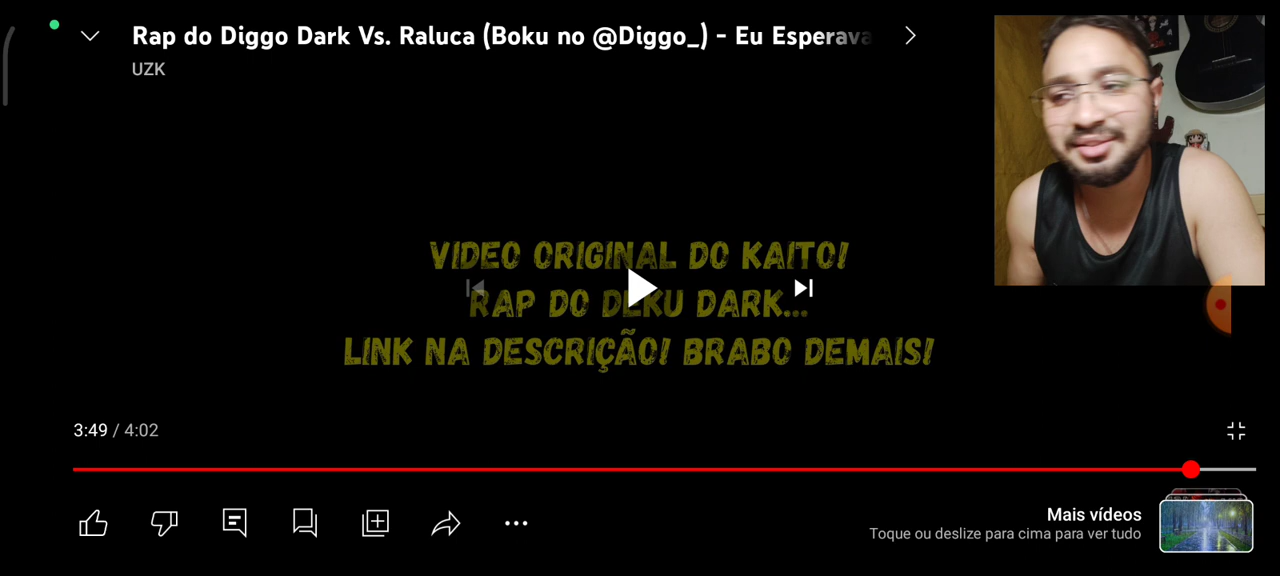 Rap do Diggo Dark Vs. Raluca (Boku no @Diggo_) - Eu Esperava
UZK
VIDEO ORIGINAL DO KAITO!
RAP DO DEKU DARK...
LINK NA DESCRIÇÃO! BRABO DEMAIS!
3:49 / 4:02
Mais vídeos
Toque ou deslize para cima para ver tudo